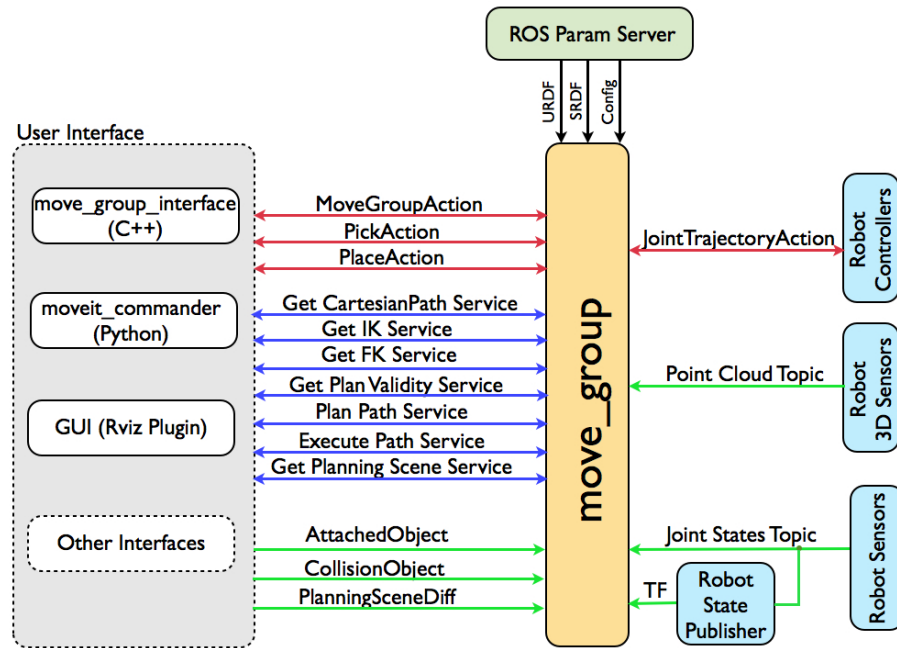 ROS Param Server
URDF
SRDF
Config
User Interface
move_group_interface
(C++)
moveit_commander
(Python)
GUI (Rviz Plugin)
Other Interfaces
MoveGroupAction
PickAction
PlaceAction
Get CartesianPath Service
Get IK Service
Get FK Service
Get Plan Validity Service
Plan Path Service
Execute Path Service
Get Planning Scene Service
AttachedObject
CollisionObject
PlanningSceneDiff
move_group
JointTrajectoryAction
Robot
Controllers
Point Cloud Topic
Robot
3D Sensors
Joint States Topic
Robot Sensors
TF
Robot
State
Publisher